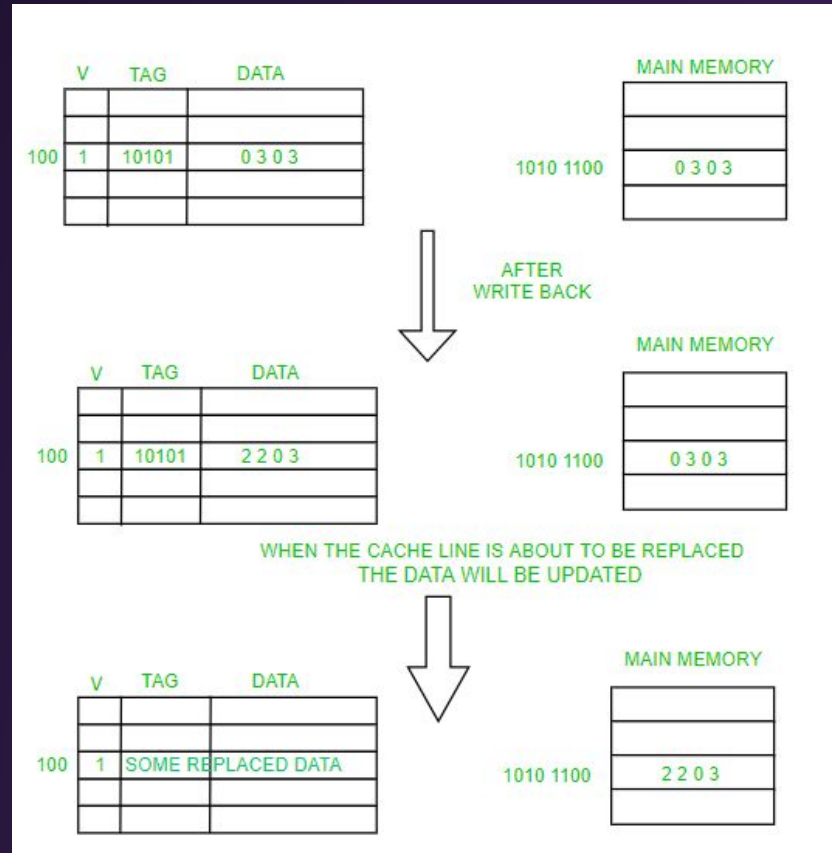 V TAG DATA
MAIN MEMORY
100 1 10101 0 3 0 3
1010 1100 0 3 0 3
AFTER
WRITE BACK
MAIN MEMORY
V TAG DATA
100 1 10101 2 2 0 3
1010 1100 0 3 0 3
WHEN THE CACHE LINE IS ABOUT TO BE REPLACED
THE DATA WILL BE UPDATED
MAIN MEMORY
V TAG DATA
100 1 SOME REPLACED DATA
1010 1100 2 2 0 3